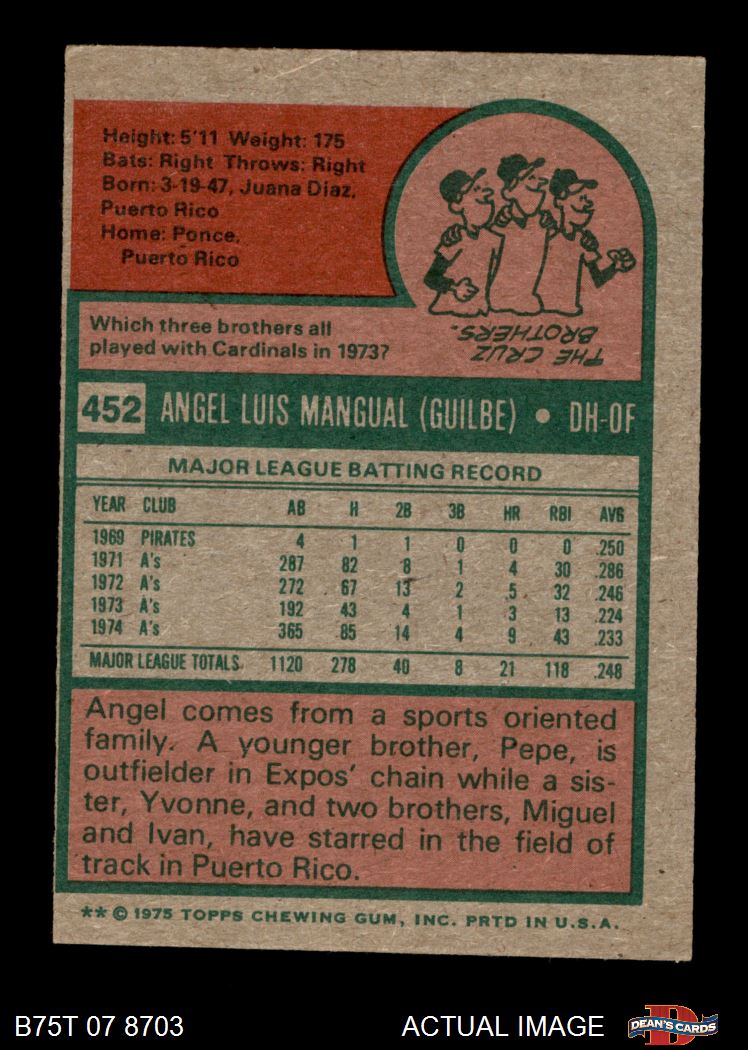 Height: 5'11 Weight: 175
Bats: Right Throws: Right
Born: 3-19-47, Juana Diaz,
Puerto Rico
Home: Ponce,
Puerto Rico
THE CRUZ
BROTHERS.
Which three brothers all
played with Cardinals in 1973?
452 ANGEL LUIS MANGUAL (GUILBE) • DH-OF
MAJOR LEAGUE BATTING RECORD
YEAR CLUB AB H 2B 3B HR RBI AVG
1969 PIRATES 4 1 1 0 0 0 .250
1971 A's 287 82 8 1 4 30 .286
1972 A's 272 67 13 2 5 32 .246
1973 A's 192 43 4 1 3 13 .224
1974 A's 365 85 14 4 9 43 .233
MAJOR LEAGUE TOTALS 1120 278 40 8 21 118 .248
Angel comes from a sports oriented
family. A younger brother, Pepe, is
outfielder in Expos' chain while a sis-
ter, Yvonne, and two brothers, Miguel
and Ivan, have starred in the field of
track in Puerto Rico.
** © 1975 TOPPS CHEWING GUM, INC. PRTD IN U.S.A.
B75T 07 8703 ACTUAL IMAGE DEAN'S CARDS